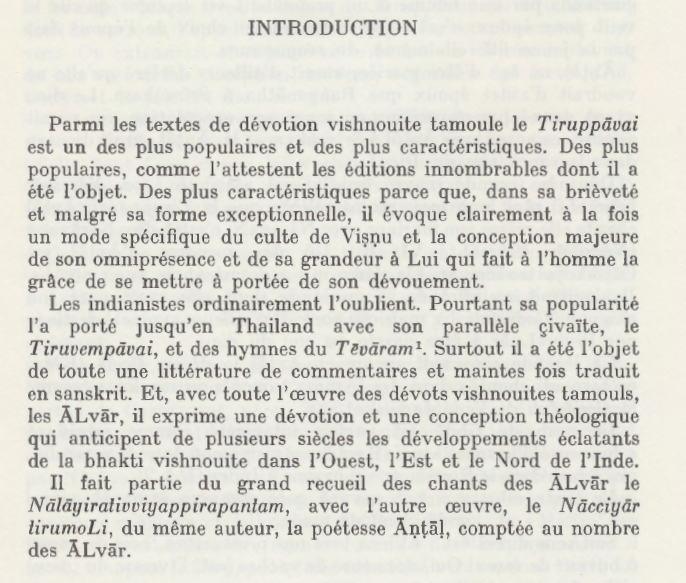 INTRODUCTION
Parmi les textes de dévotion vishnouite tamoule le Tiruppāvai
est un des plus populaires et des plus caractéristiques. Des plus
populaires, comme l'attestent les éditions innombrables dont il a
été l'objet. Des plus caractéristiques parce que, dans sa brièveté
et malgré sa forme exceptionnelle, il évoque clairement à la fois
un mode spécifique du culte de Viṣṇu et la conception majeure
de son omniprésence et de sa grandeur à Lui qui fait à l'homme la
grâce de se mettre à portée de son dévouement.
Les indianistes ordinairement l'oublient. Pourtant sa popularité
l'a porté jusqu'en Thailand avec son parallèle çivaïte, le
Tiruvempāvai, et des hymnes du Tēvāram¹. Surtout il a été l'objet
de toute une littérature de commentaires et maintes fois traduit
en sanskrit. Et, avec toute l'œuvre des dévots vishnouites tamouls,
les ĀLvār, il exprime une dévotion et une conception théologique
qui anticipent de plusieurs siècles les développements éclatants
de la bhakti vishnouite dans l'Ouest, l'Est et le Nord de l'Inde.
Il fait partie du grand recueil des chants des ĀLvār le
Nālāyirativviyappirapantam, avec l'autre œuvre, le Nācciyār
tirumoLi, du même auteur, la poétesse Āṇṭāḷ, comptée au nombre
des ĀLvār.